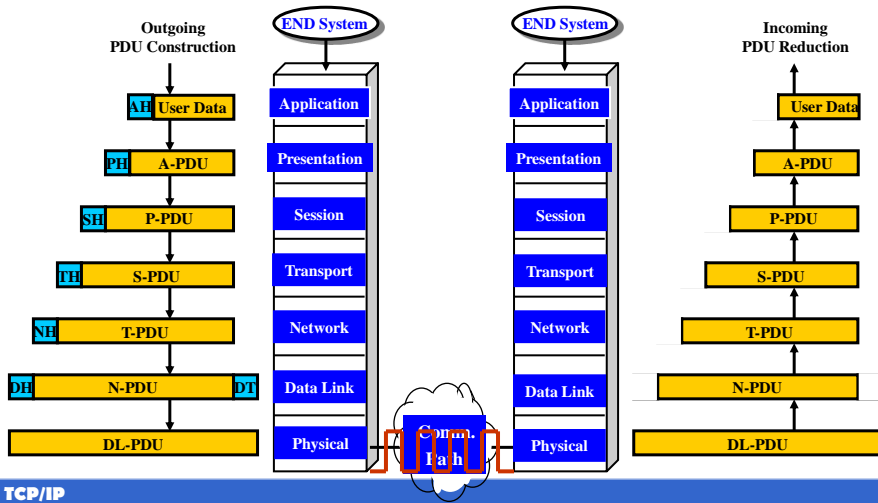 Outgoing
PDU Construction
END System
END System
Incoming
PDU Reduction
AH User Data
Application
Application
User Data
PH A-PDU
Presentation
Presentation
A-PDU
SH P-PDU
Session
Session
P-PDU
TH S-PDU
Transport
Transport
S-PDU
NH T-PDU
Network
Network
T-PDU
DH N-PDU DT
Data Link
Data Link
N-PDU
DL-PDU
Physical
Comm.
Path
Physical
DL-PDU
TCP/IP